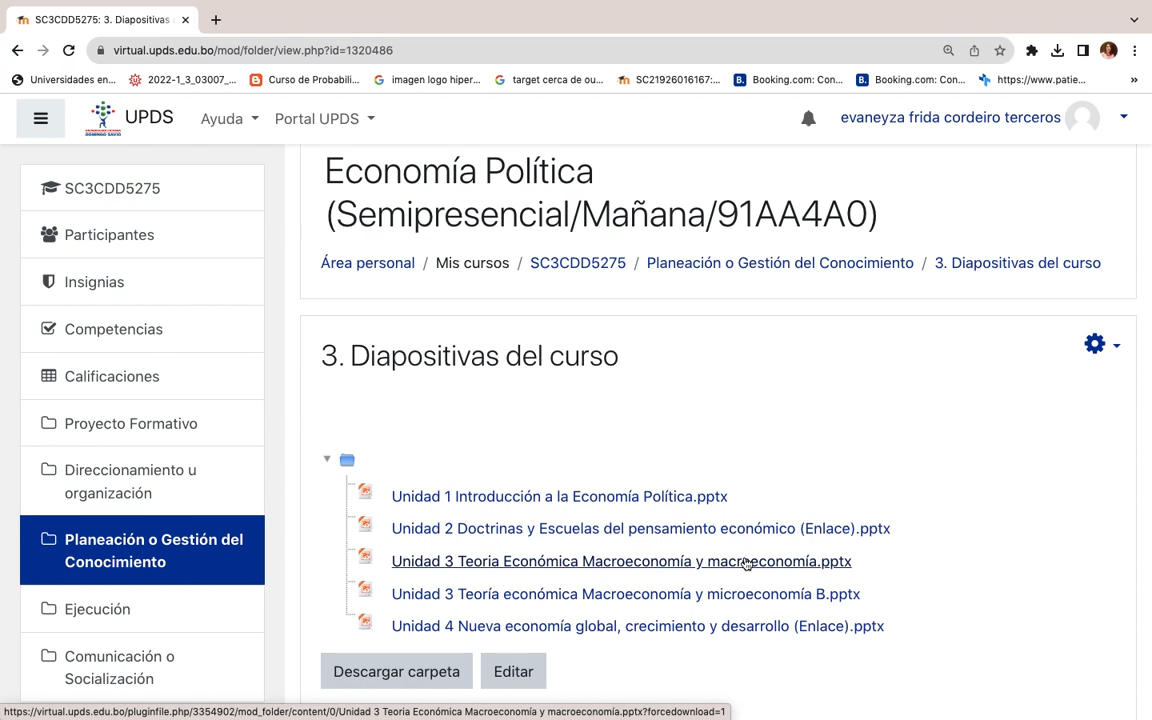 SC3CDD5275: 3. Diapositivas
virtual.upds.edu.bo/mod/folder/view.php?id=1320486
Universidades en... 2022-1_3_03007_... Curso de Probabili... imagen logo hiper... target cerca de ou... SC21926016167:... Booking.com: Con... Booking.com: Con... https://www.patie... »
UPDS Ayuda Portal UPDS evaneyza frida cordeiro terceros
SC3CDD5275
Participantes
Insignias
Competencias
Calificaciones
Proyecto Formativo
Direccionamiento u
organización
Planeación o Gestión del
Conocimiento
Ejecución
Comunicación o
Socialización
Economía Política
(Semipresencial/Mañana/91AA4A0)
Área personal / Mis cursos / SC3CDD5275 / Planeación o Gestión del Conocimiento / 3. Diapositivas del curso
3. Diapositivas del curso
Unidad 1 Introducción a la Economía Política.pptx
Unidad 2 Doctrinas y Escuelas del pensamiento económico (Enlace).pptx
Unidad 3 Teoria Económica Macroeconomía y macroeconomía.pptx
Unidad 3 Teoría económica Macroeconomía y microeconomía B.pptx
Unidad 4 Nueva economía global, crecimiento y desarrollo (Enlace).pptx
Descargar carpeta Editar
https://virtual.upds.edu.bo/pluginfile.php/3354902/mod_folder/content/0/Unidad 3 Teoria Económica Macroeconomía y macroeconomía.pptx?forcedownload=1